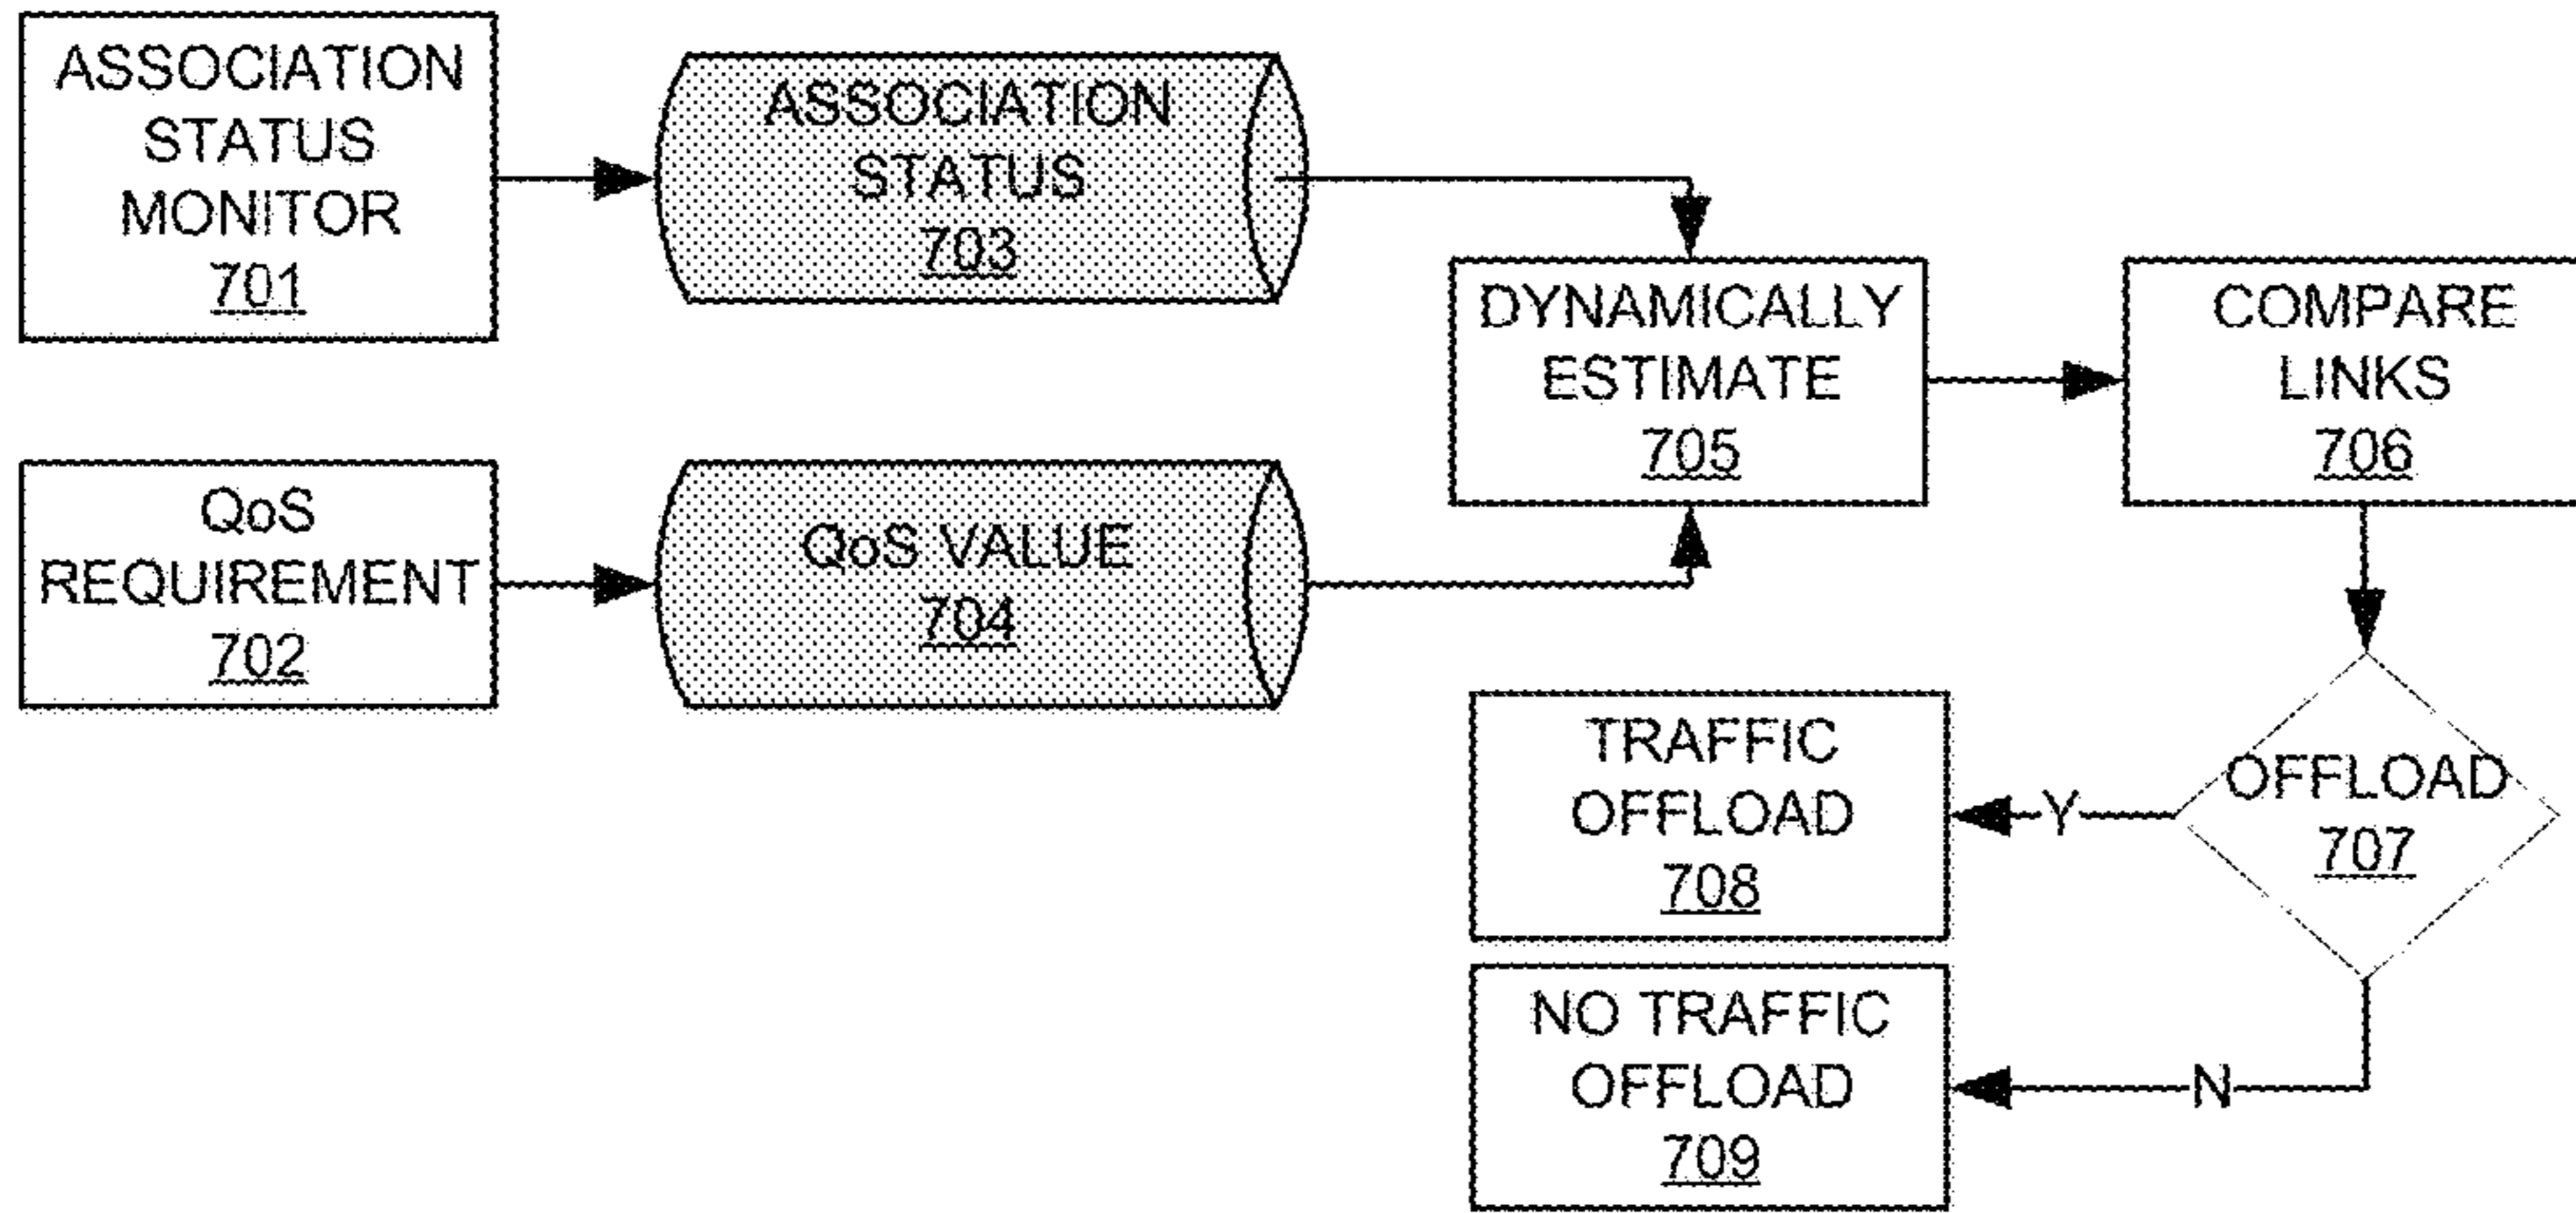 ASSOCIATION
STATUS
MONITOR
701
ASSOCIATION
STATUS
703
DYNAMICALLY
ESTIMATE
705
COMPARE
LINKS
706
QoS
REQUIREMENT
702
QoS VALUE
704
TRAFFIC
OFFLOAD
708
Y
OFFLOAD
707
NO TRAFFIC
OFFLOAD
709
N